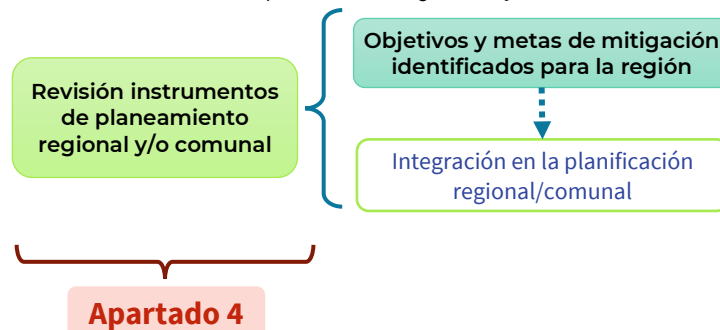 Revisión instrumentos
de planeamiento
regional y/o comunal
Objetivos y metas de mitigación
identificados para la región
Integración en la planificación
regional/comunal
Apartado 4